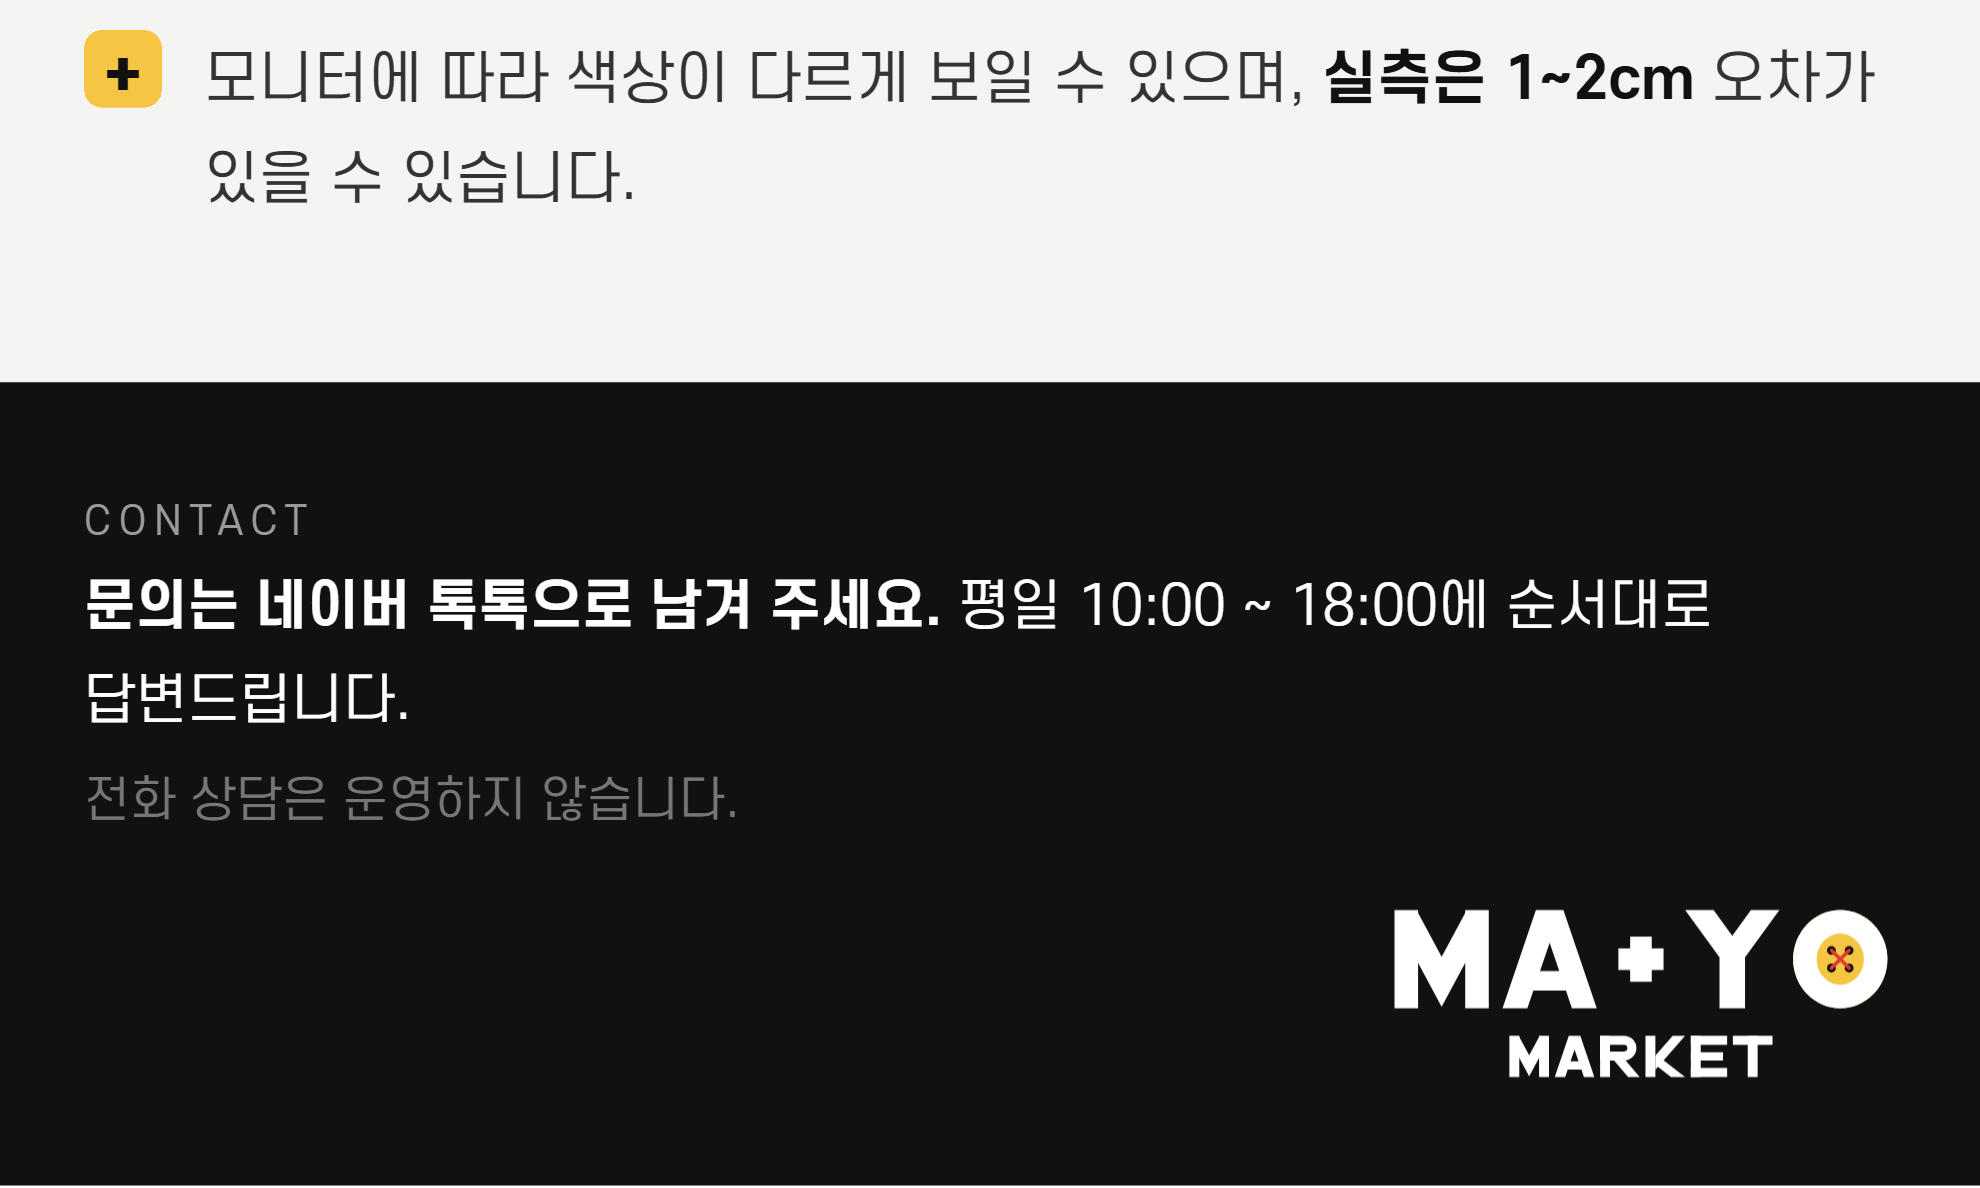 + 모니터에 따라 색상이 다르게 보일 수 있으며, 실측은 1~2cm 오차가
있을 수 있습니다.
CONTACT
문의는 네이버 톡톡으로 남겨 주세요. 평일 10:00 ~ 18:00에 순서대로
답변드립니다.
전화 상담은 운영하지 않습니다.
MA+YO
MARKET